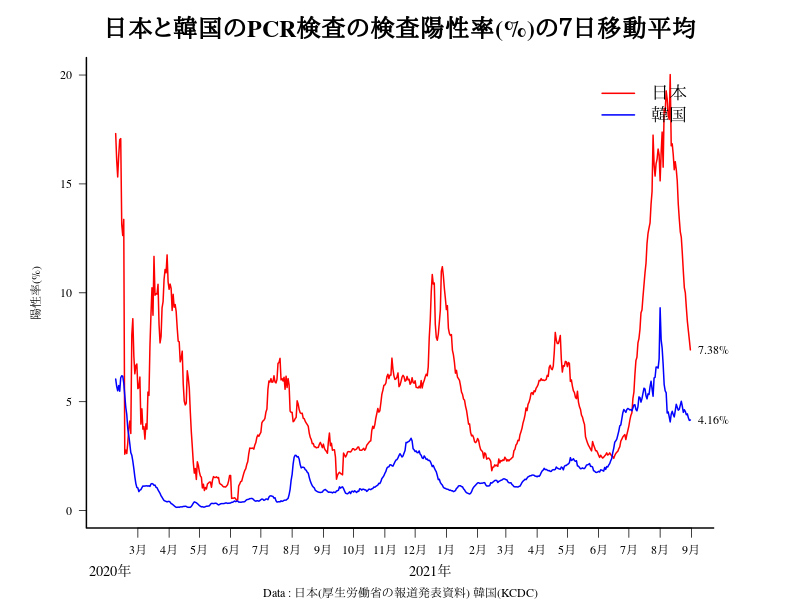 日本と韓国のPCR検査の検査陽性率(%)の7日移動平均
20
日本
韓国
15
陽性率(%)
10
7.38%
5
4.16%
0
3月 4月 5月 6月 7月 8月 9月 10月 11月 12月 1月 2月 3月 4月 5月 6月 7月 8月 9月
2020年 2021年
Data : 日本(厚生労働省の報道発表資料) 韓国(KCDC)